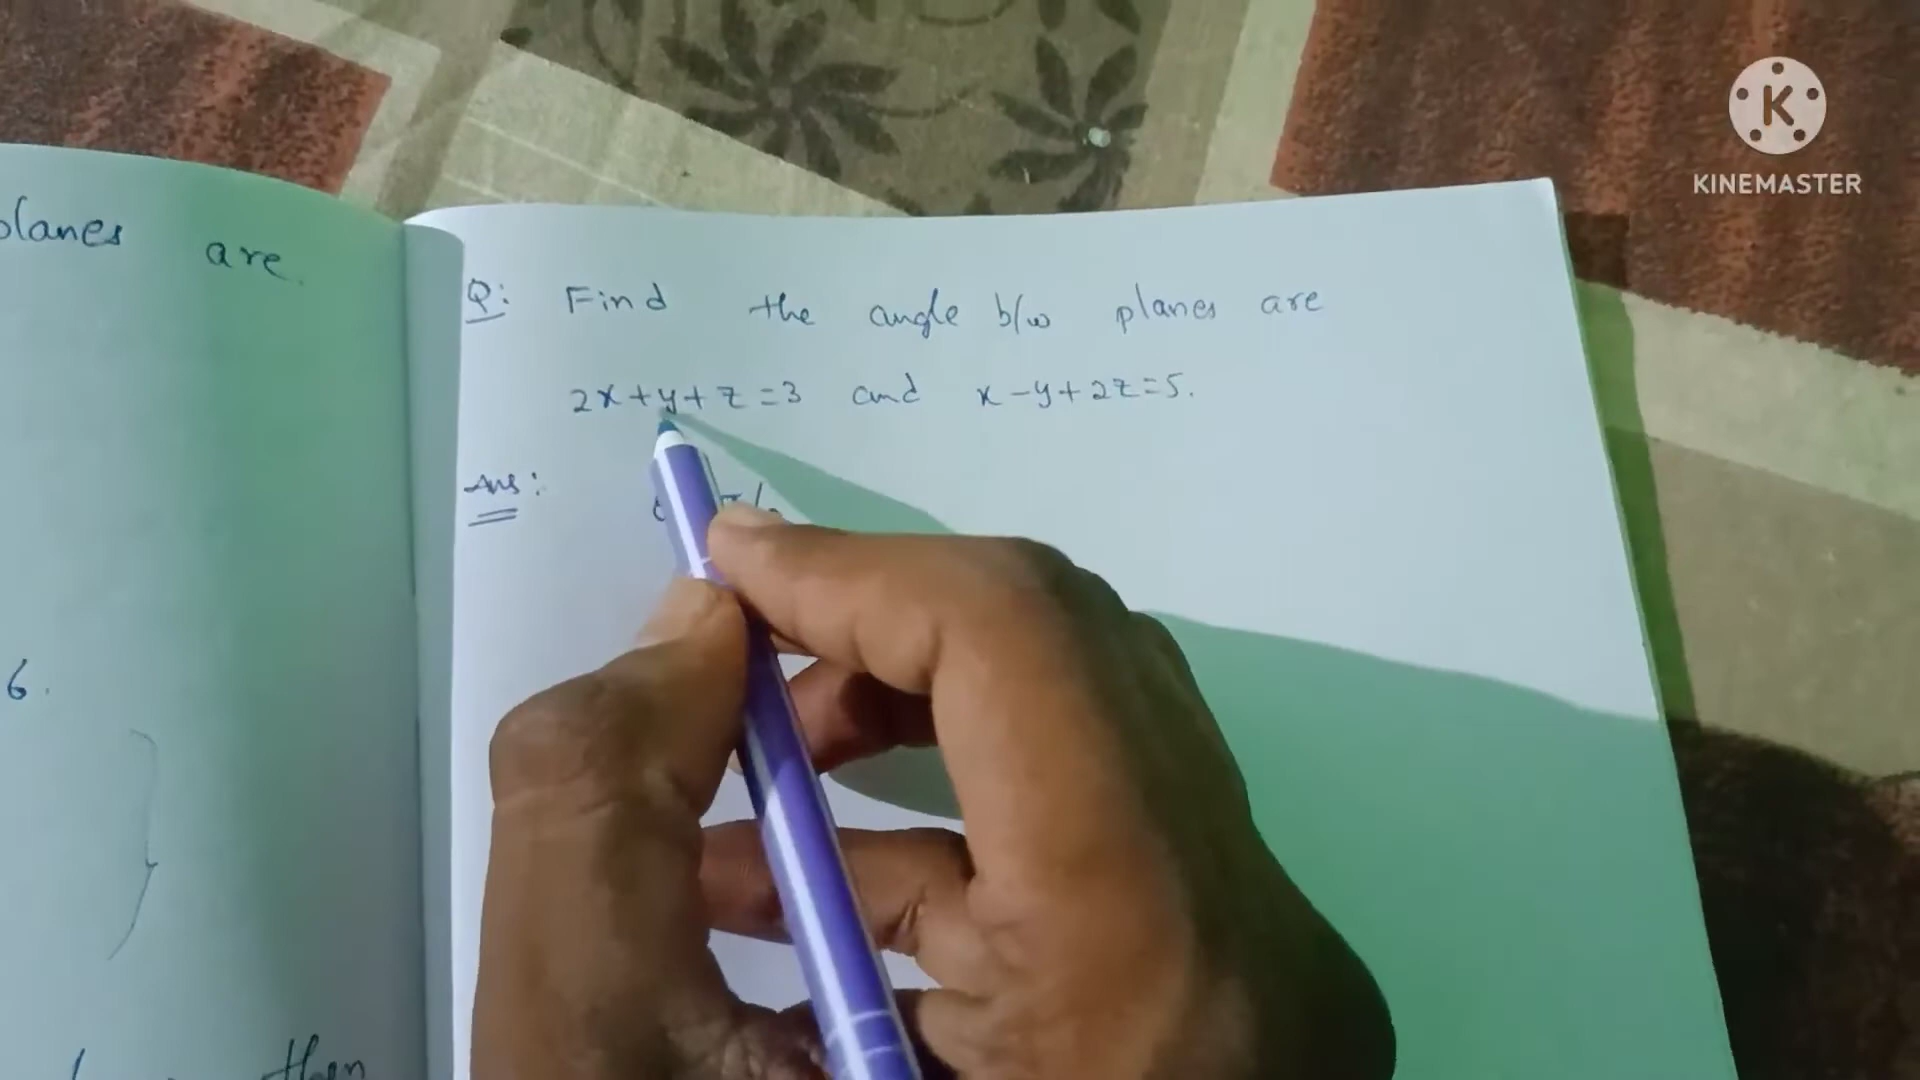 planes are
6.
then
Q: Find the angle b/w planes are
2x+y+z=3 and x-y+2z=5.
Ans:
K
KINEMASTER